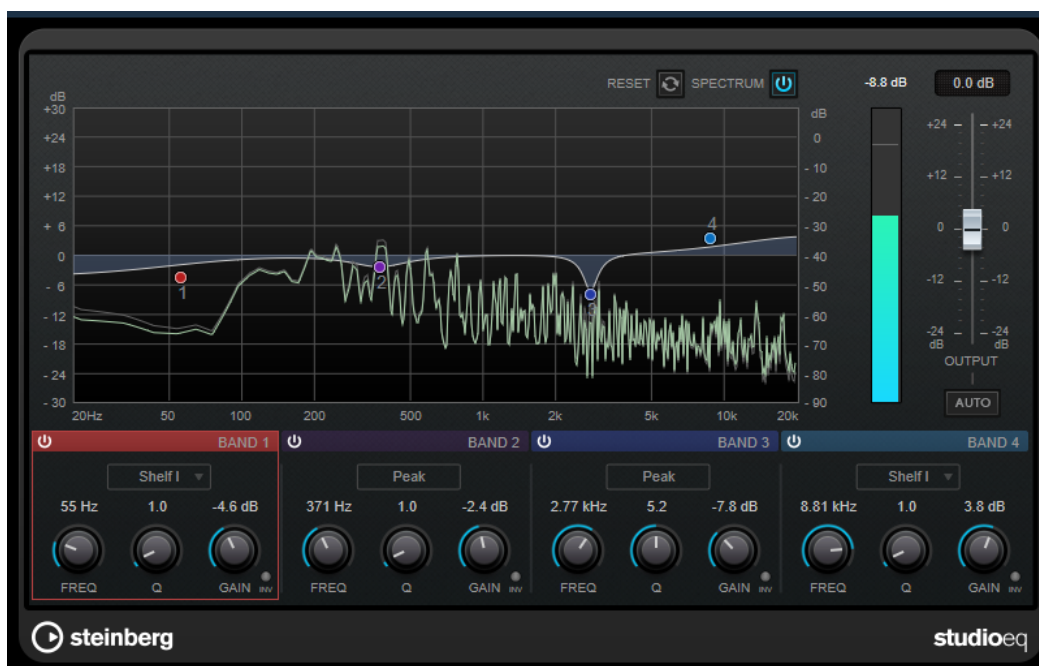 RESET SPECTRUM -8.8 dB 0.0 dB
dB
+30
+24
+18
+12
+ 6
0
- 6
- 12
- 18
- 24
- 30
dB
0
- 10
- 20
- 30
- 40
- 50
- 60
- 70
- 80
- 90
1
2
3
4
20Hz 50 100 200 500 1k 2k 5k 10k 20k
+24 +24
+12 +12
0 0
-12 -12
-24 -24
dB dB
OUTPUT
AUTO
BAND 1 BAND 2 BAND 3 BAND 4
Shelf I Peak Peak Shelf I
55 Hz 1.0 -4.6 dB 371 Hz 1.0 -2.4 dB 2.77 kHz 5.2 -7.8 dB 8.81 kHz 1.0 3.8 dB
FREQ Q GAIN INV FREQ Q GAIN INV FREQ Q GAIN INV FREQ Q GAIN INV
steinberg studioeq